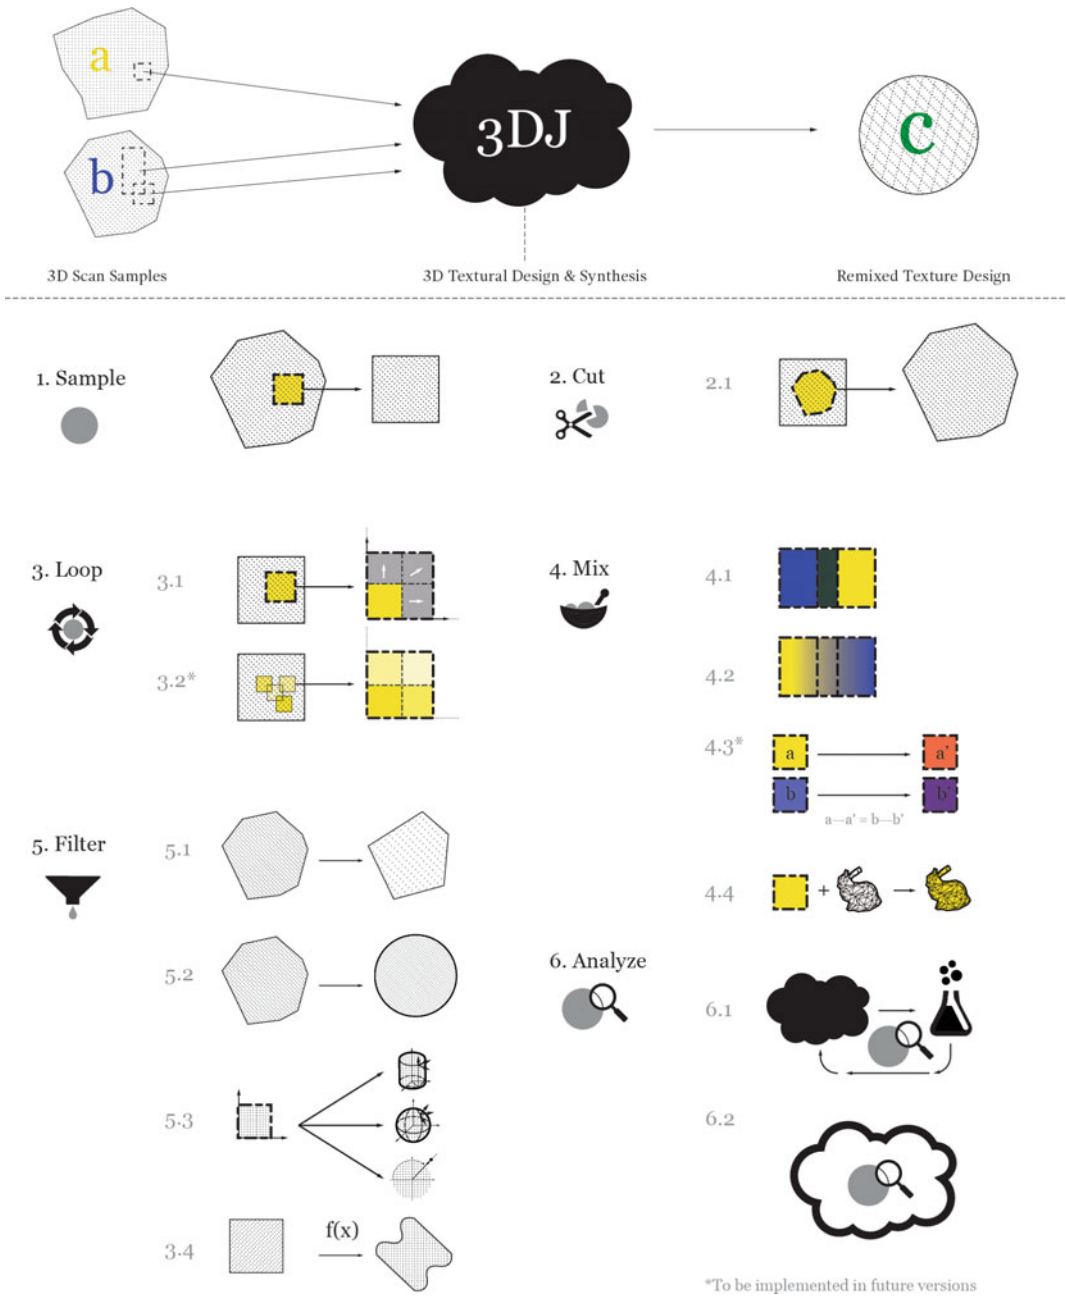 a
b
3DJ
c
3D Scan Samples
3D Textural Design & Synthesis
Remixed Texture Design
1. Sample
2. Cut
2.1
3. Loop
3.1
3.2*
4. Mix
4.1
4.2
4.3*
a
a'
b
b'
a—a' = b—b'
4.4
+
5. Filter
5.1
5.2
5.3
3.4
f(x)
6. Analyze
6.1
6.2
*To be implemented in future versions